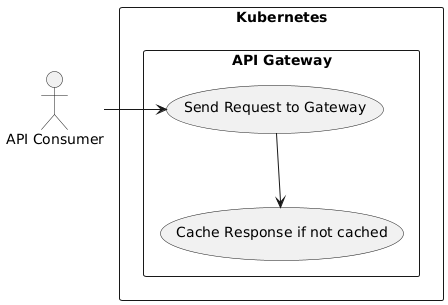 Kubernetes
API Gateway
Send Request to Gateway
API Consumer
Cache Response if not cached